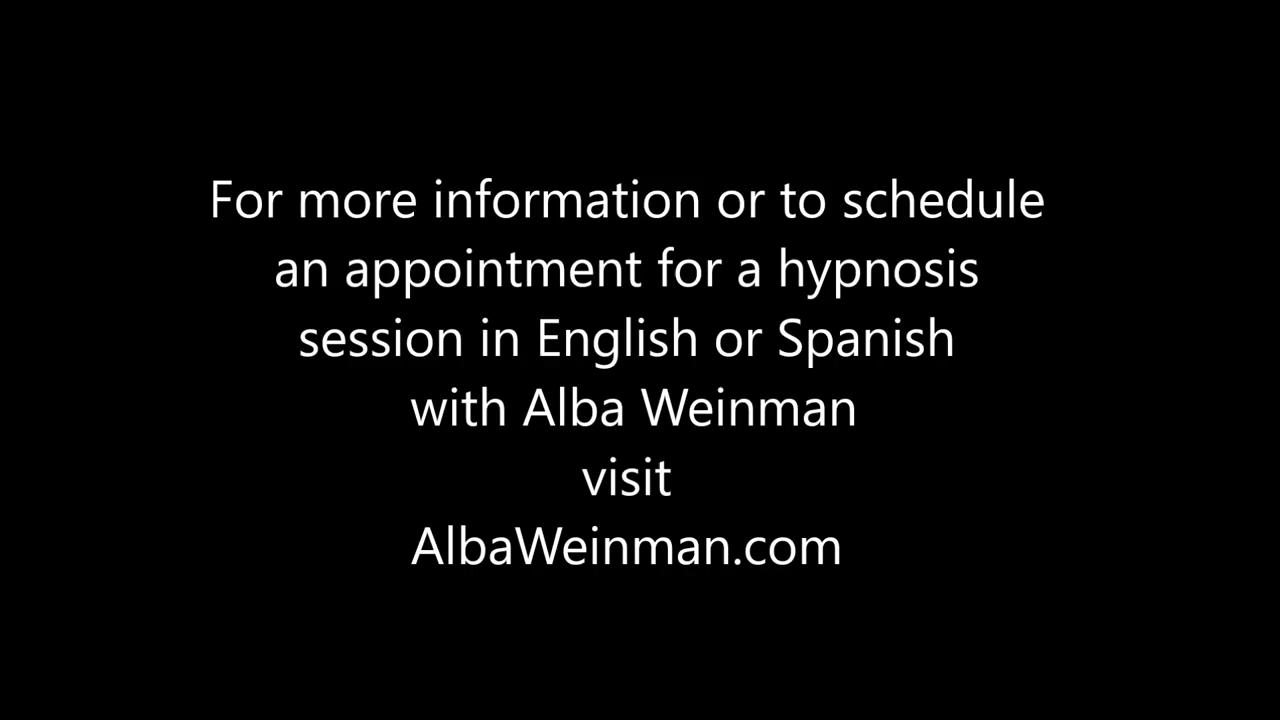 For more information or to schedule
an appointment for a hypnosis
session in English or Spanish
with Alba Weinman
visit
AlbaWeinman.com